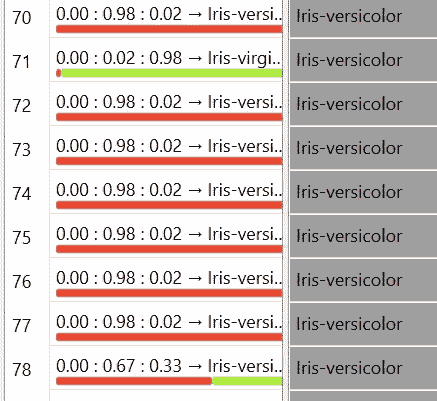 70 0.00 : 0.98 : 0.02 → Iris-versi... Iris-versicolor
71 0.00 : 0.02 : 0.98 → Iris-virgi... Iris-versicolor
72 0.00 : 0.98 : 0.02 → Iris-versi... Iris-versicolor
73 0.00 : 0.98 : 0.02 → Iris-versi... Iris-versicolor
74 0.00 : 0.98 : 0.02 → Iris-versi... Iris-versicolor
75 0.00 : 0.98 : 0.02 → Iris-versi... Iris-versicolor
76 0.00 : 0.98 : 0.02 → Iris-versi... Iris-versicolor
77 0.00 : 0.98 : 0.02 → Iris-versi... Iris-versicolor
78 0.00 : 0.67 : 0.33 → Iris-versi... Iris-versicolor